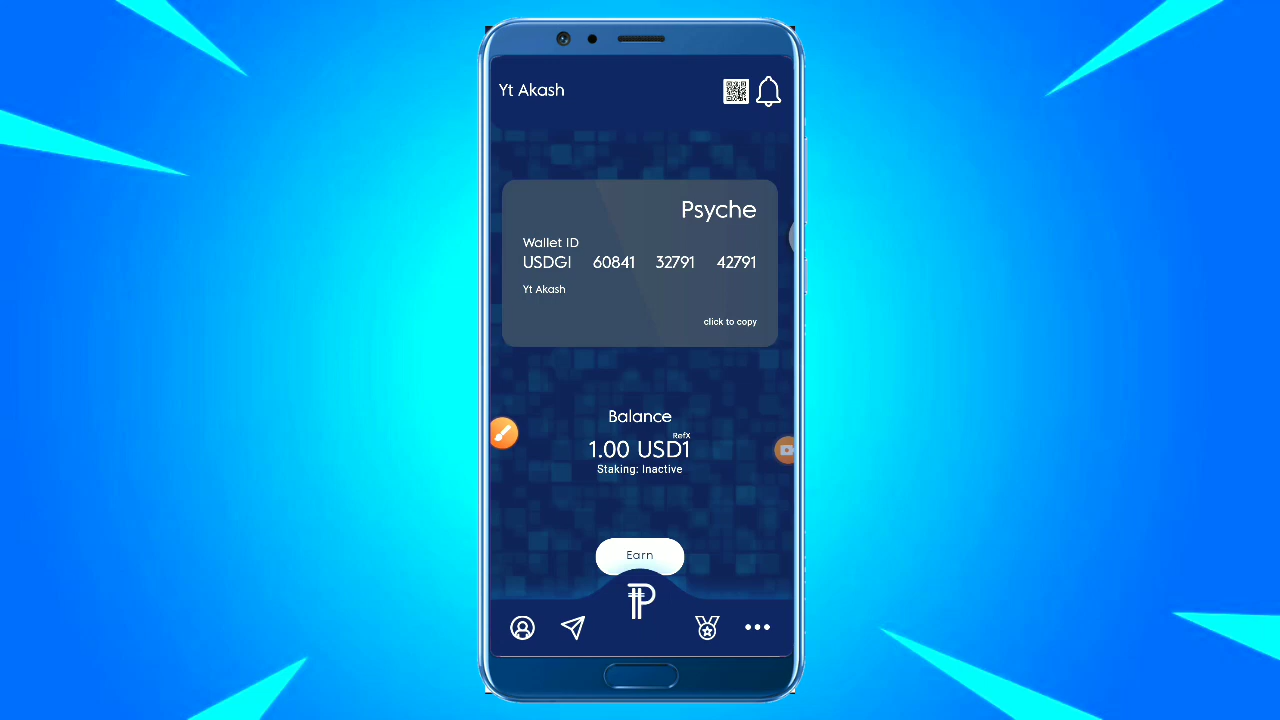 Yt Akash
Psyche
Wallet ID
USDGI 60841 32791 42791
Yt Akash
click to copy
Balance
RefX
1.00 USD1
Staking: Inactive
Earn